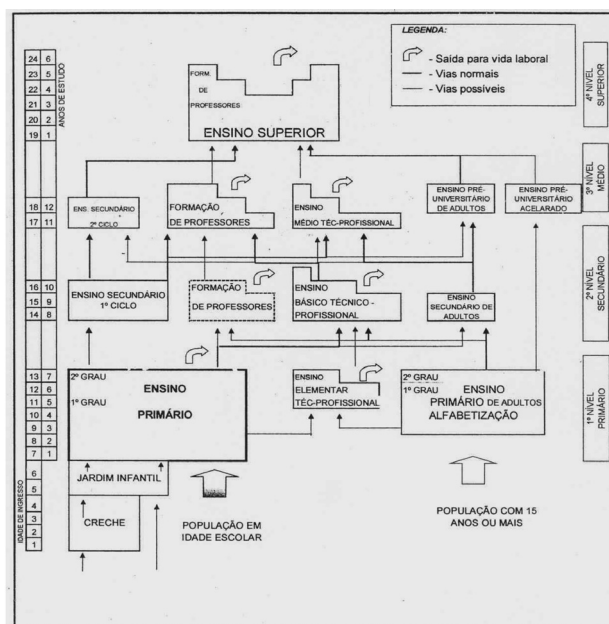 LEGENDA:
- Saída para vida laboral
- Vias normais
- Vias possíveis
24 6
23 5
22 4
21 3
20 2
19 1
18 12
17 11
16 10
15 9
14 8
13 7
12 6
11 5
10 4
9 3
8 2
7 1
6
5
4
3
2
1
ANOS DE ESTUDO
IDADE DE INGRESSO
4º NÍVEL
SUPERIOR
3º NÍVEL
MÉDIO
2º NÍVEL
SECUNDÁRIO
1º NÍVEL
PRIMÁRIO
FORM.
DE
PROFESSORES
ENSINO SUPERIOR
ENS. SECUNDÁRIO
2º CICLO
FORMAÇÃO
DE PROFESSORES
ENSINO
MÉDIO TÉC-PROFISSIONAL
ENSINO PRÉ-
UNIVERSITÁRIO
DE ADULTOS
ENSINO PRÉ-
UNIVERSITÁRIO
ACELARADO
ENSINO SECUNDÁRIO
1º CICLO
FORMAÇÃO
DE PROFESSORES
ENSINO
BÁSICO TÉCNICO -
PROFISSIONAL
ENSINO
SECUNDÁRIO DE
ADULTOS
2º GRAU
ENSINO
1º GRAU
PRIMÁRIO
ENSINO
ELEMENTAR
TÉC-PROFISSIONAL
2º GRAU
1º GRAU ENSINO
PRIMÁRIO DE ADULTOS
ALFABETIZAÇÃO
JARDIM INFANTIL
CRECHE
POPULAÇÃO EM
IDADE ESCOLAR
POPULAÇÃO COM 15
ANOS OU MAIS